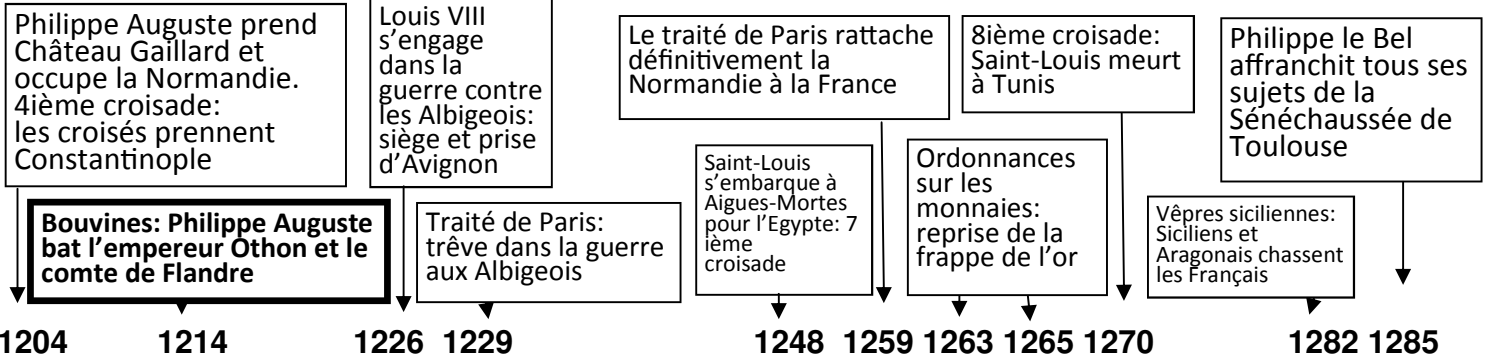 Philippe Auguste prend
Château Gaillard et
occupe la Normandie.
4ième croisade:
les croisés prennent
Constantinople
Louis VIII
s’engage
dans la
guerre contre
les Albigeois:
siège et prise
d’Avignon
Le traité de Paris rattache
définitivement la
Normandie à la France
8ième croisade:
Saint-Louis meurt
à Tunis
Philippe le Bel
affranchit tous ses
sujets de la
Sénéchaussée de
Toulouse
Bouvines: Philippe Auguste
bat l’empereur Othon et le
comte de Flandre
Traité de Paris:
trêve dans la guerre
aux Albigeois
Saint-Louis
s’embarque à
Aigues-Mortes
pour l’Egypte: 7
ième
croisade
Ordonnances
sur les
monnaies:
reprise de la
frappe de l’or
Vêpres siciliennes:
Siciliens et
Aragonais chassent
les Français
1204 1214 1226 1229 1248 1259 1263 1265 1270 1282 1285